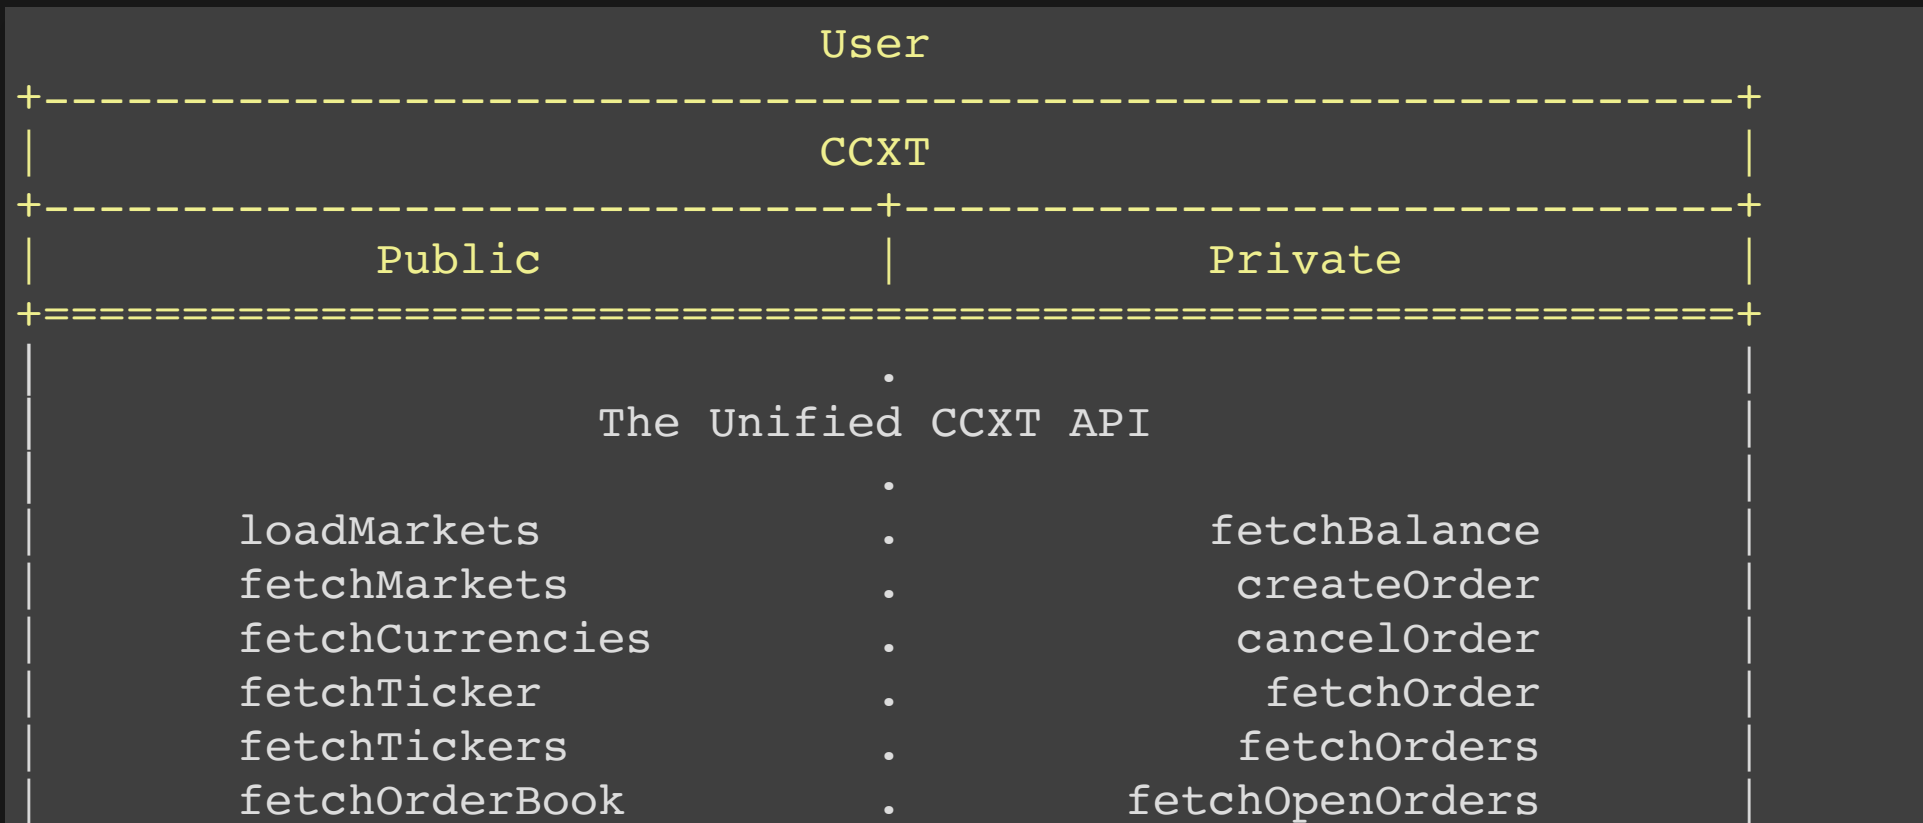 User
+-------------------------------------------------------------+
|                            CCXT                             |
+------------------------------+------------------------------+
|            Public            |           Private            |
+=============================================================+
|                              .                              |
|                    The Unified CCXT API                     |
|                              .                              |
|       loadMarkets            .           fetchBalance       |
|       fetchMarkets           .            createOrder       |
|       fetchCurrencies        .            cancelOrder       |
|       fetchTicker            .             fetchOrder       |
|       fetchTickers           .            fetchOrders       |
|       fetchOrderBook         .        fetchOpenOrders       |